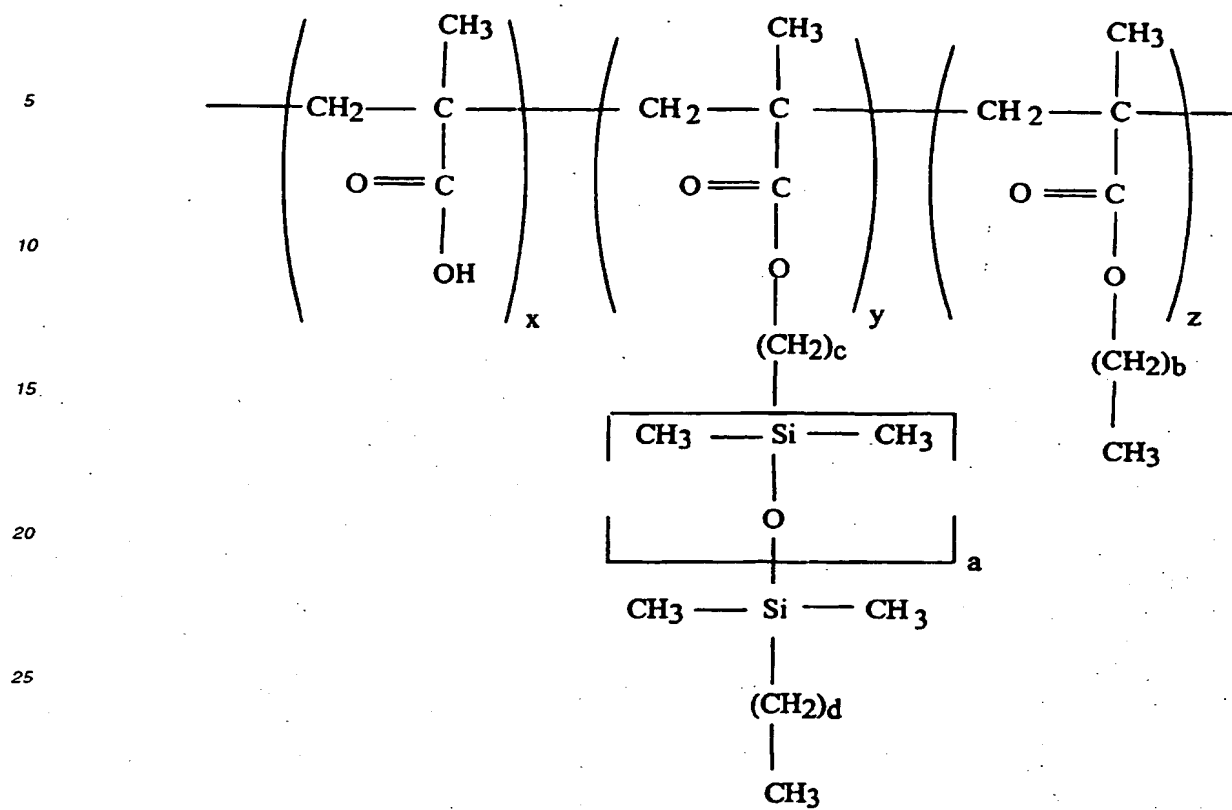 CH3 CH3 CH3
5 CH2 C CH2 C CH2 C
O C O C O C
10 OH O O
x y z
(CH2)c (CH2)b
15 CH3 Si CH3 CH3
20 O
a
CH3 Si CH3
25 (CH2)d
CH3